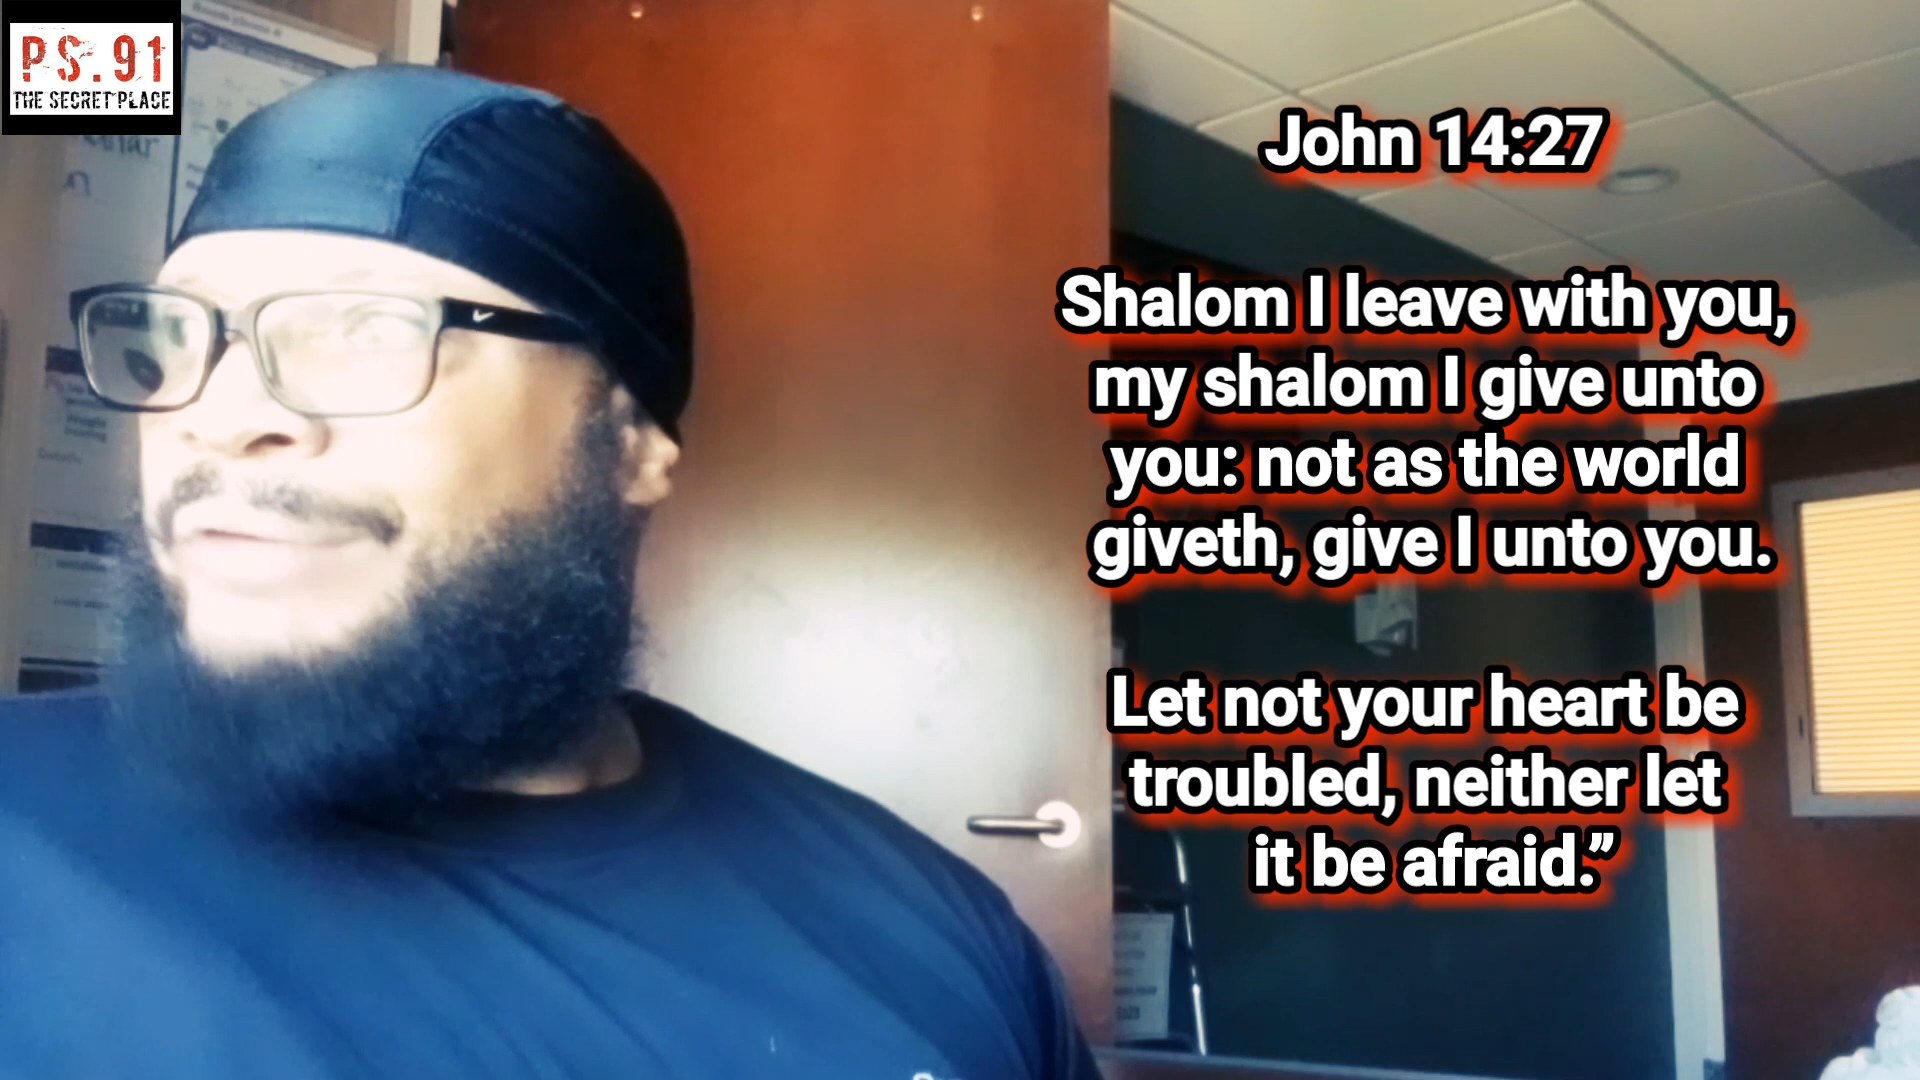 PS.91
THE SECRET PLACE
John 14:27
Shalom I leave with you,
my shalom I give unto
you: not as the world
giveth, give I unto you.
Let not your heart be
troubled, neither let
it be afraid.”